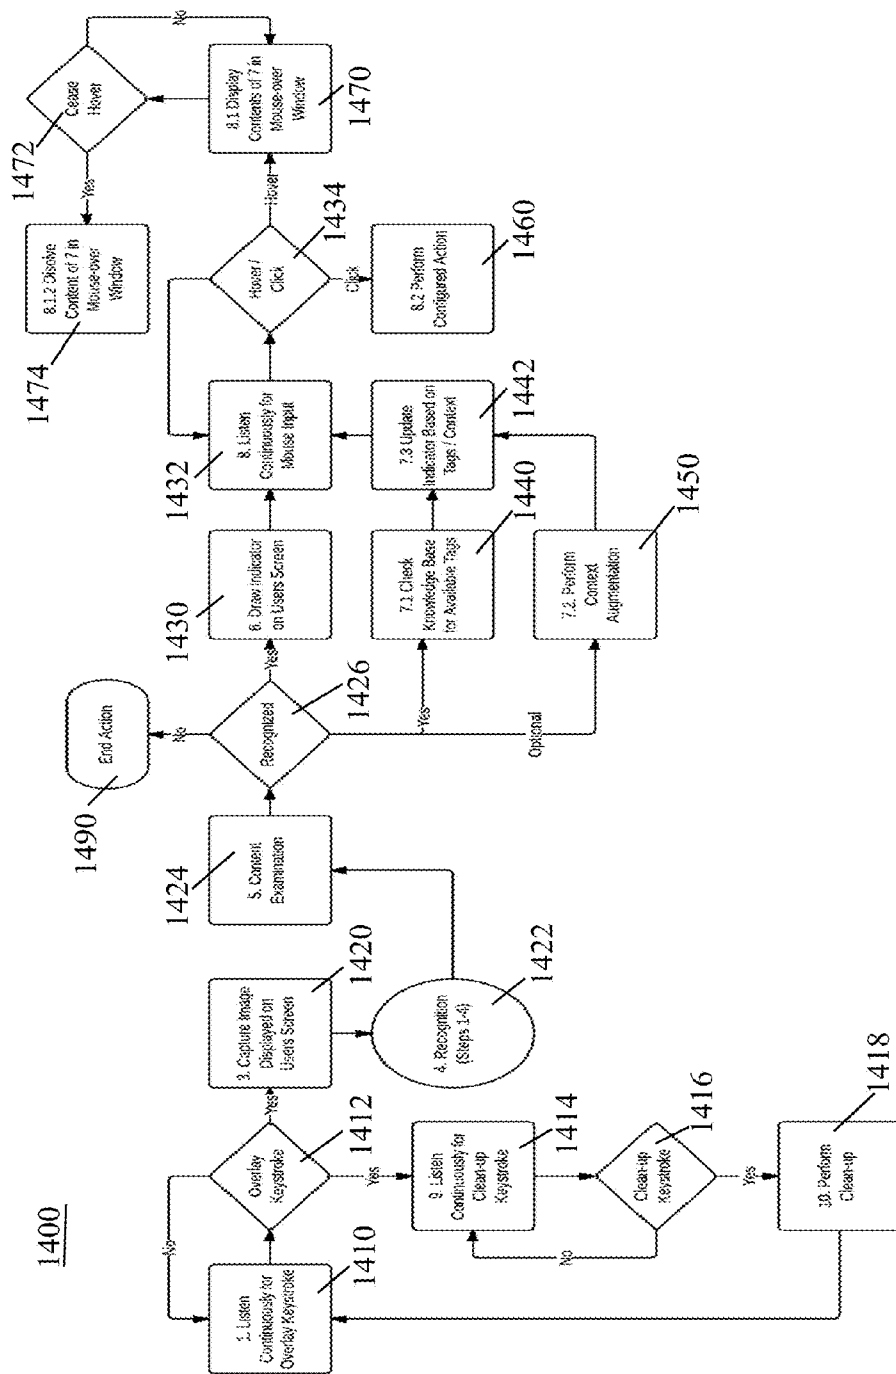 1400
1. Listen
Continuously for
Overlay Keystroke
1410
No
Overlay
Keystroke
1412
Yes
Yes
3. Capture Image
Displayed on
Users Screen
1420
4. Recognition
(Steps 1-4)
1422
9. Listen
Continuously for
Clean-up
Keystroke
1414
Clean-up
Keystroke
1416
No
Yes
10. Perform
Clean-up
1418
5. Content
Examination
1424
Recognized
1426
No
End Action
1490
Yes
Yes
Optional
6. Draw Indicator
on Users Screen
1430
7.1 Check
Knowledge Base
for Available Tags
1440
7.2. Perform
Context
Augmentation
1450
8. Listen
Continuously for
Mouse Input
1432
7.3 Update
Indicator Based on
Tags / Context
1442
Hover /
Click
1434
Hover
Click
8.2 Perform
Configured Action
1460
8.1 Display
Contents of 7 in
Mouse-over
Window
1470
Cease
Hover
1472
No
Yes
8.1.2 Disolve
Content of 7 in
Mouse-over
Window
1474